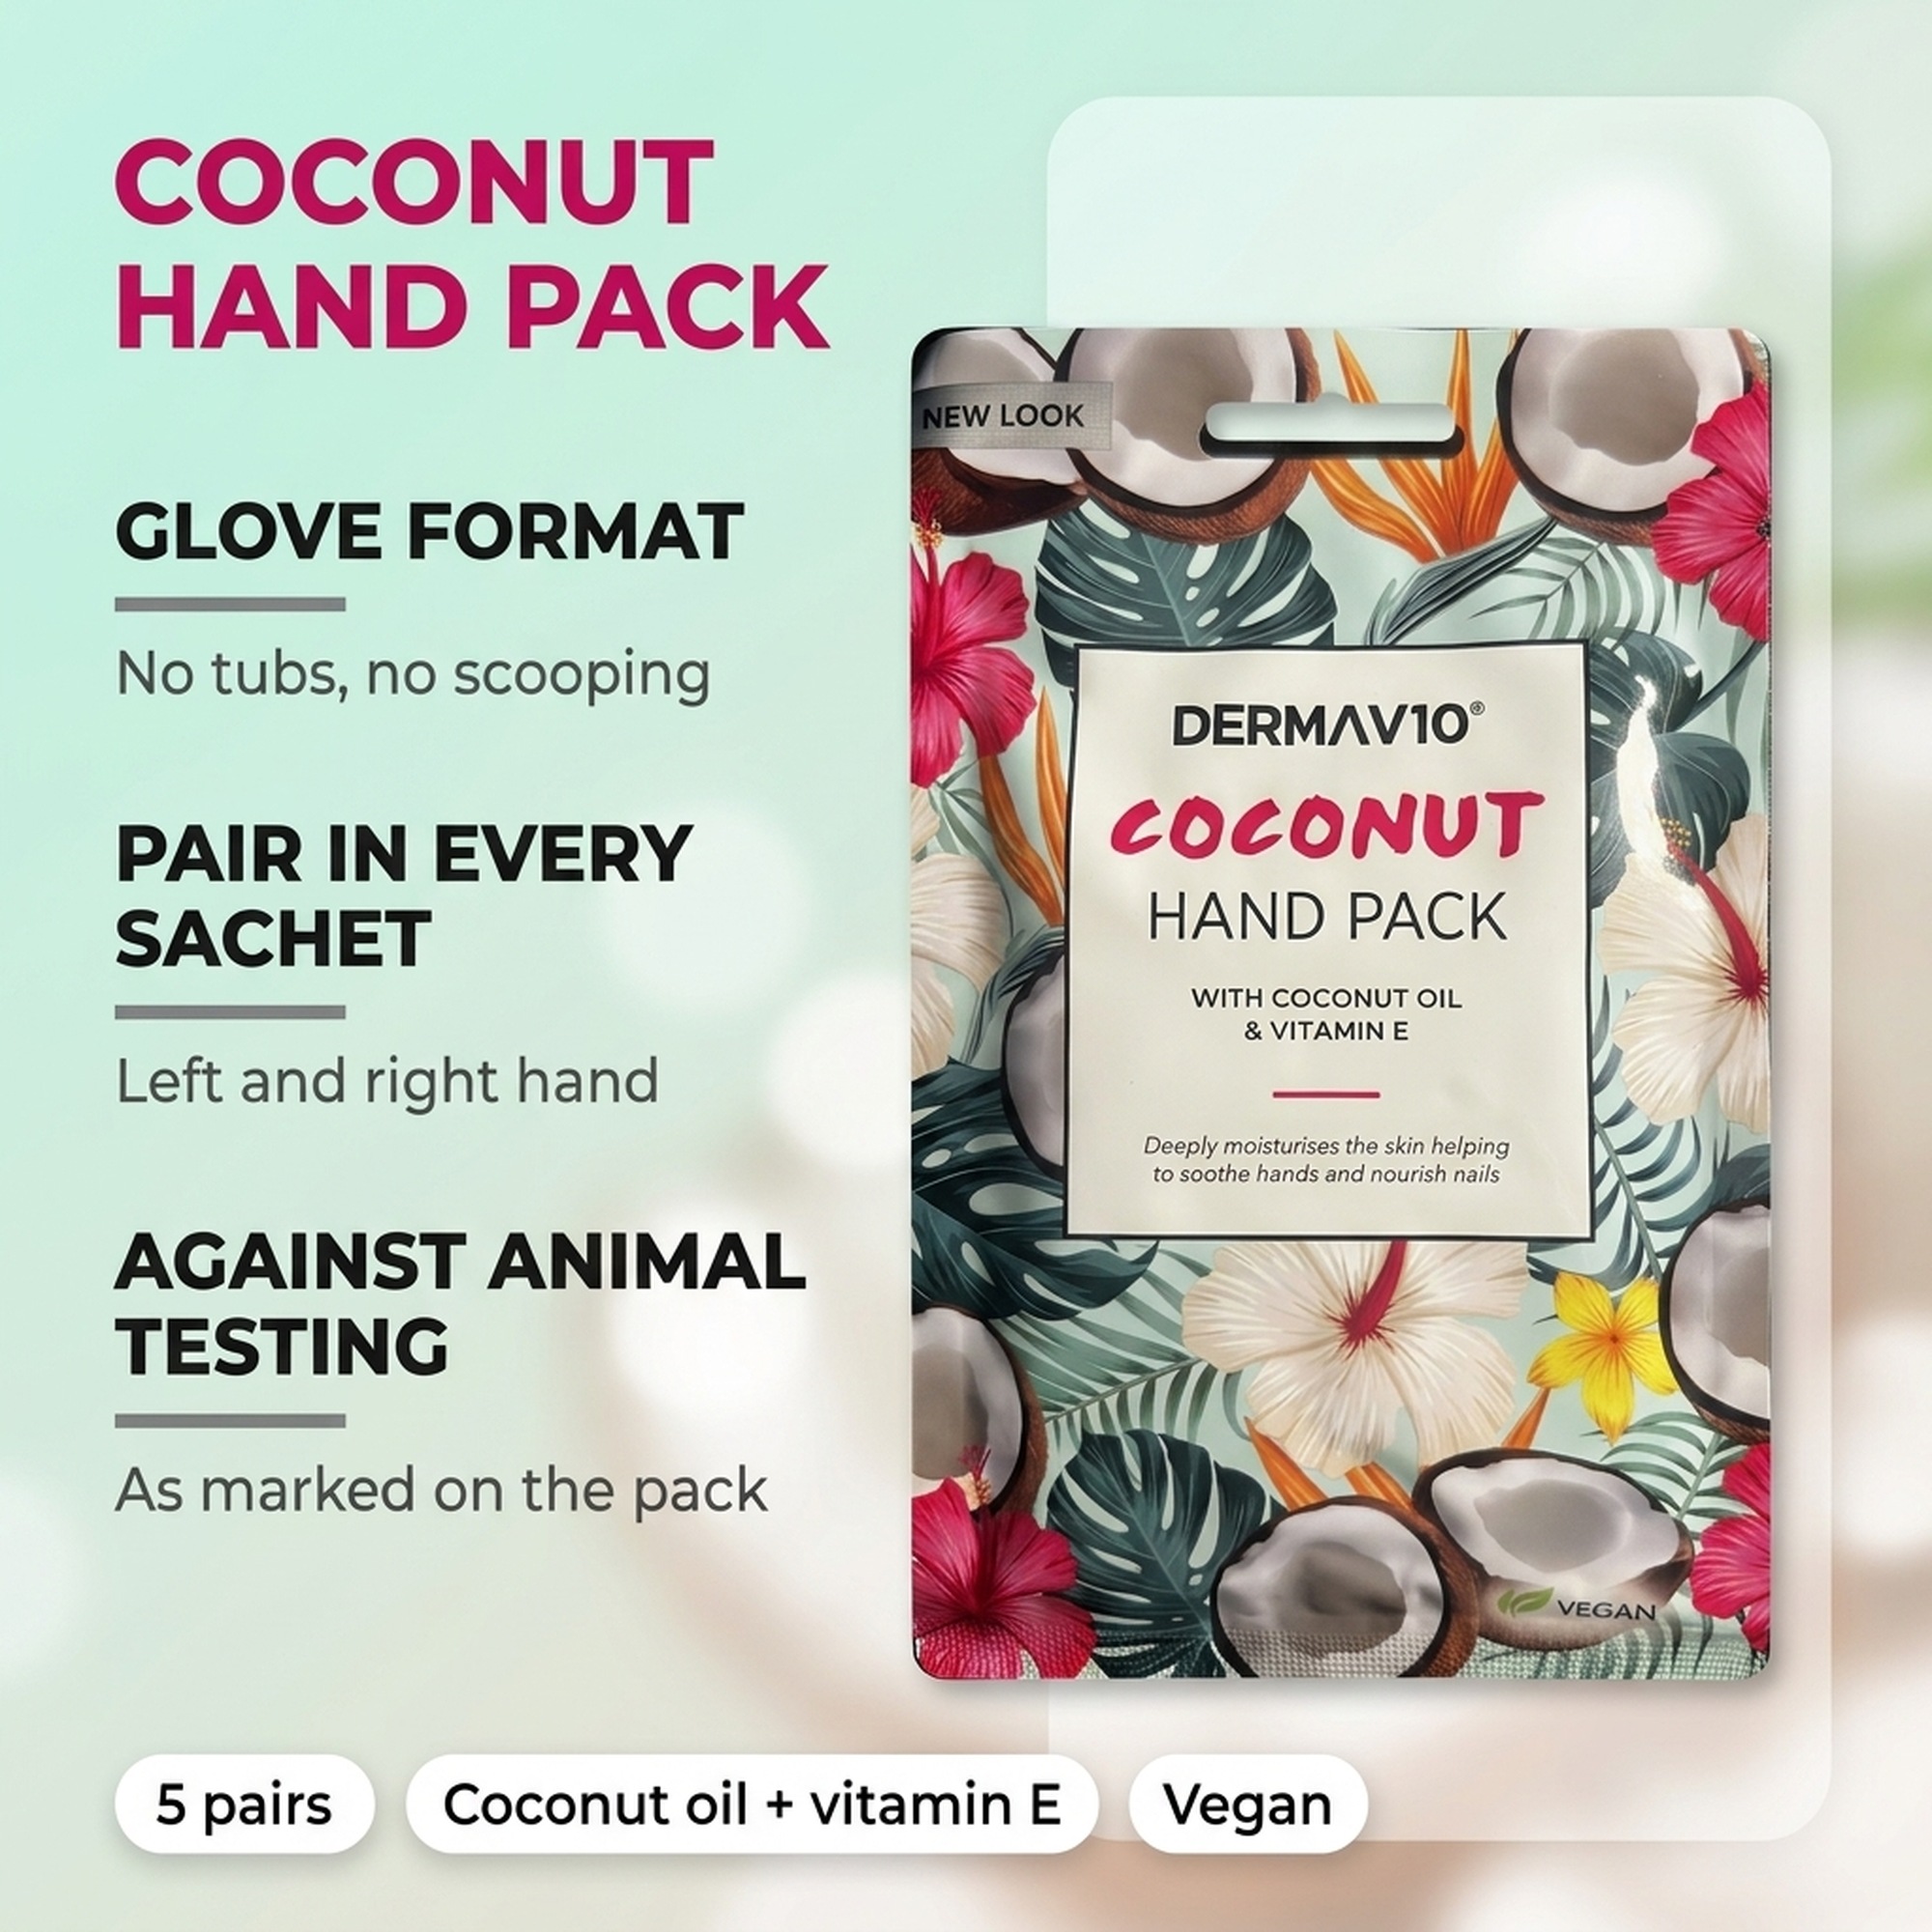 COCONUT
HAND PACK
GLOVE FORMAT
No tubs, no scooping
PAIR IN EVERY
SACHET
Left and right hand
AGAINST ANIMAL
TESTING
As marked on the pack
NEW LOOK
DERMAV10®
COCONUT
HAND PACK
WITH COCONUT OIL
& VITAMIN E
Deeply moisturises the skin helping
to soothe hands and nourish nails
VEGAN
5 pairs
Coconut oil + vitamin E
Vegan